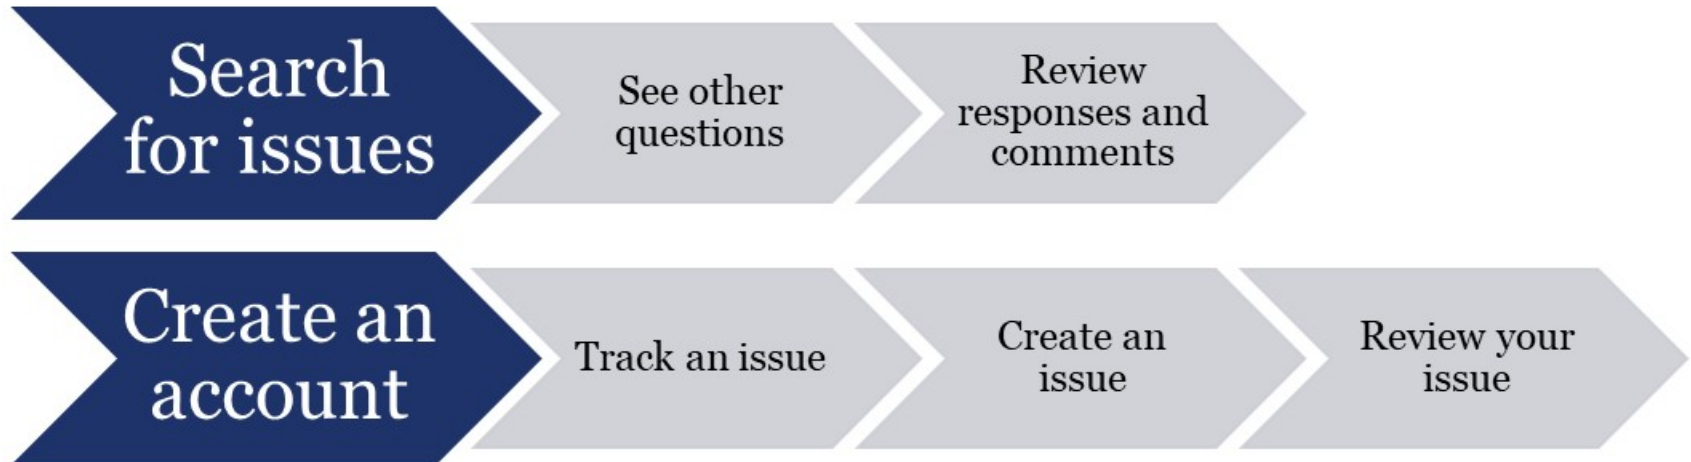 Search
for issues
See other
questions
Review
responses and
comments
Create an
account
Track an issue
Create an
issue
Review your
issue